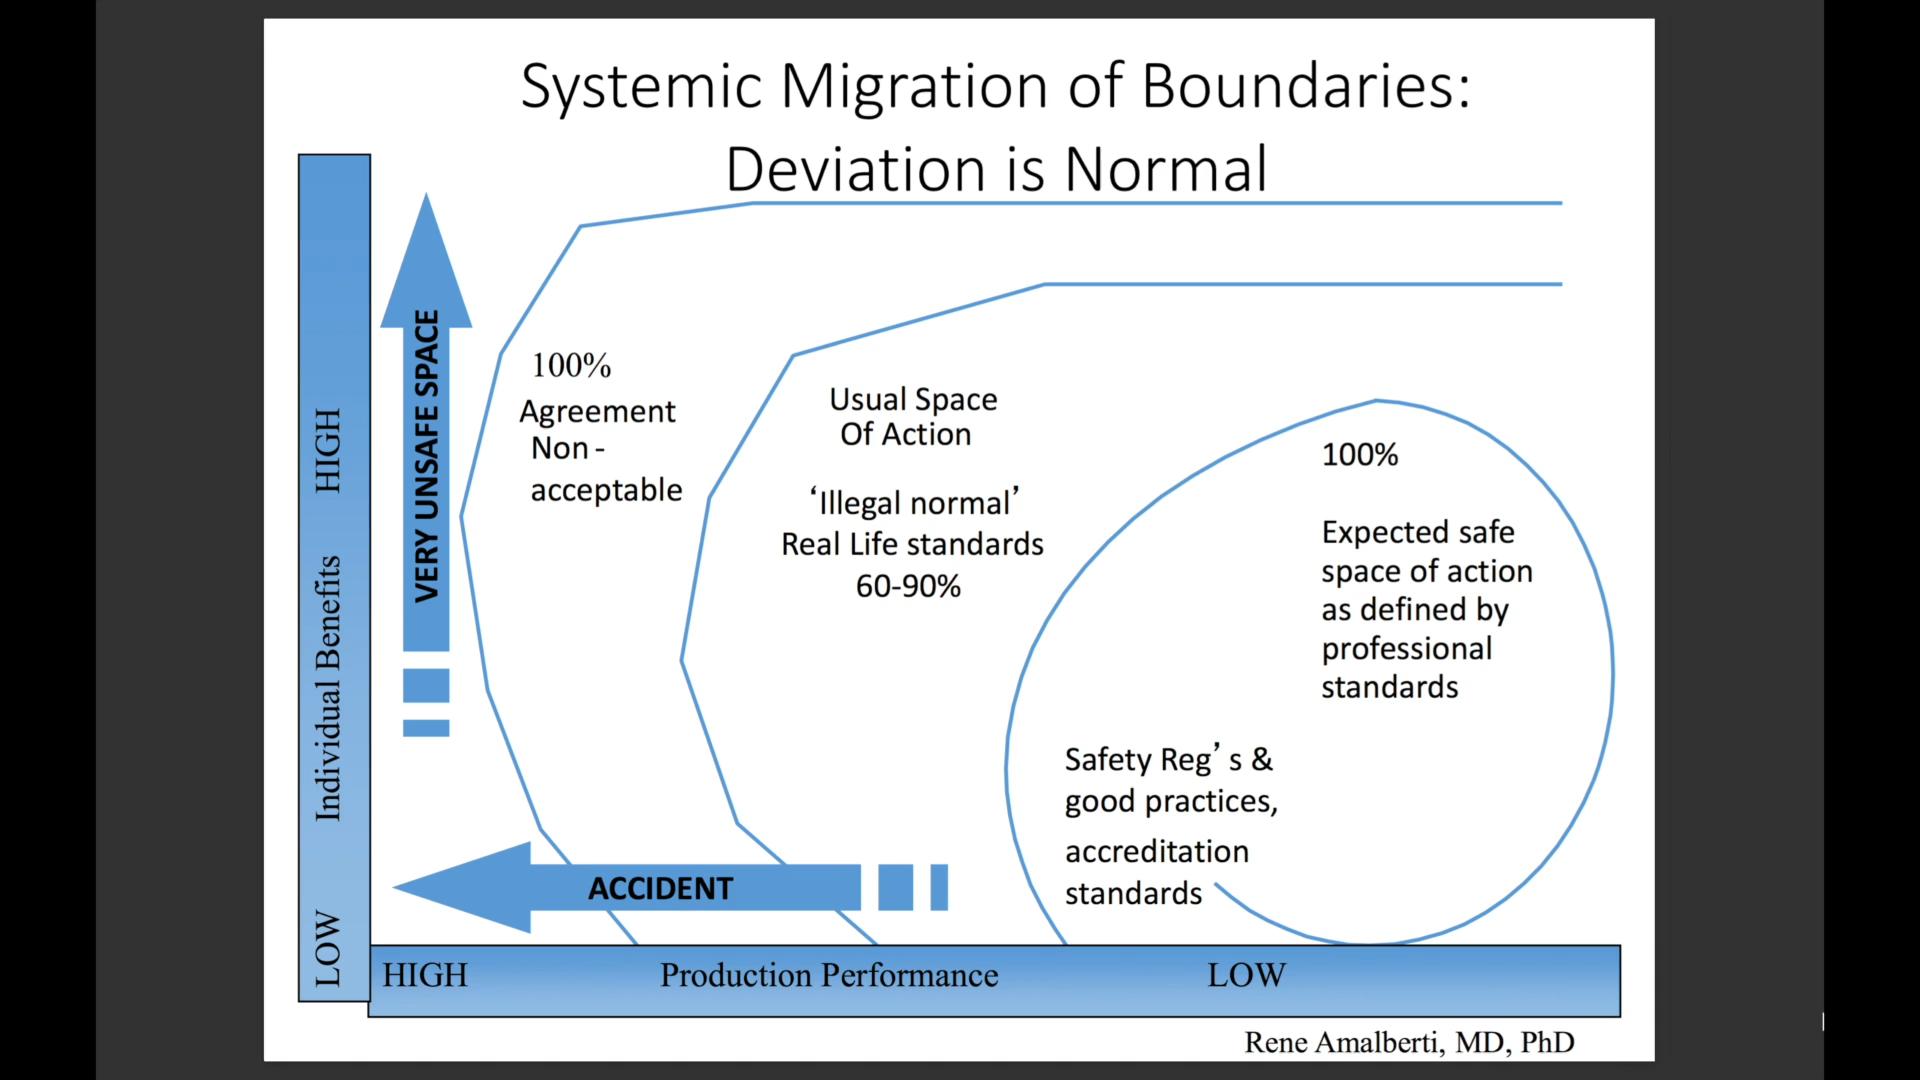 Systemic Migration of Boundaries:
Deviation is Normal
HIGH
Individual Benefits
LOW
VERY UNSAFE SPACE
100%
Agreement
Non -
acceptable
Usual Space
Of Action
‘Illegal normal’
Real Life standards
60-90%
100%
Expected safe
space of action
as defined by
professional
standards
Safety Reg’ s &
good practices,
accreditation
standards
ACCIDENT
HIGH Production Performance LOW
Rene Amalberti, MD, PhD